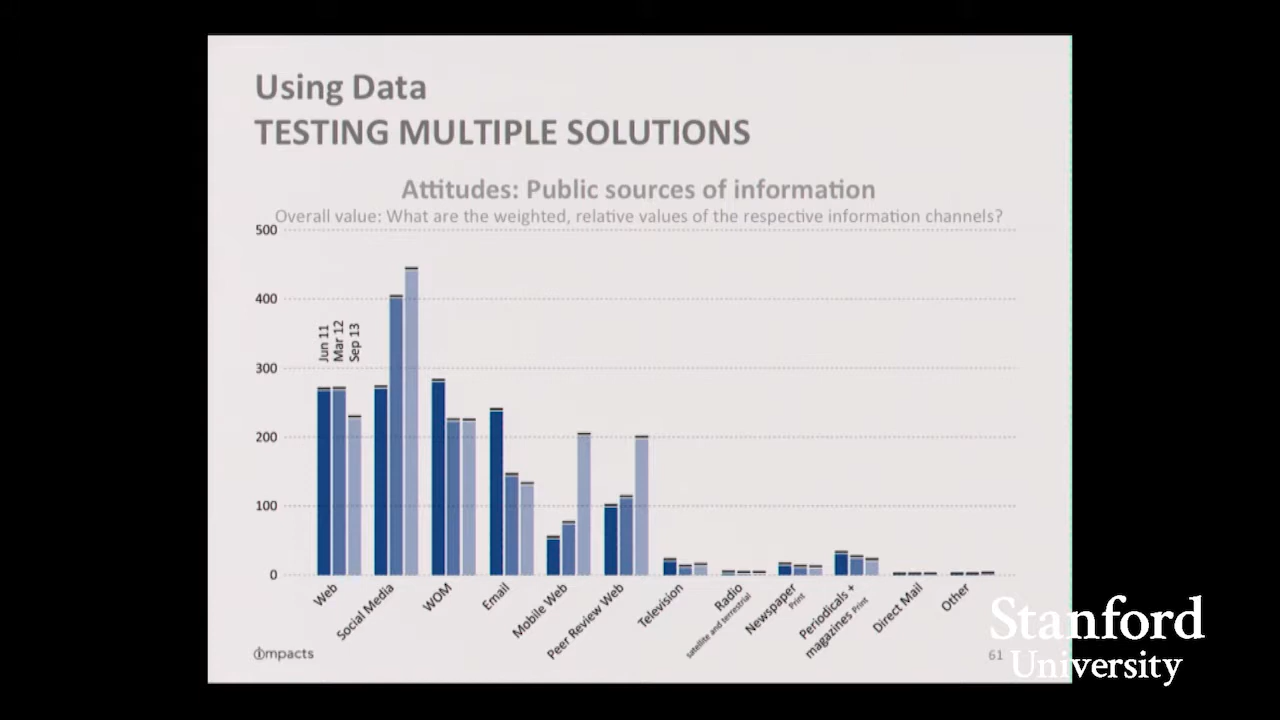 Using Data
TESTING MULTIPLE SOLUTIONS
Attitudes: Public sources of information
Overall value: What are the weighted, relative values of the respective information channels?
500
400
300
200
100
0
Jun 11
Mar 12
Sep 13
Web
Social Media
WOM
Email
Mobile Web
Peer Review Web
Television
Radio
satellite and terrestrial
Newspaper
Print
Periodicals +
magazines Print
Direct Mail
Other
impacts
61
Stanford
University